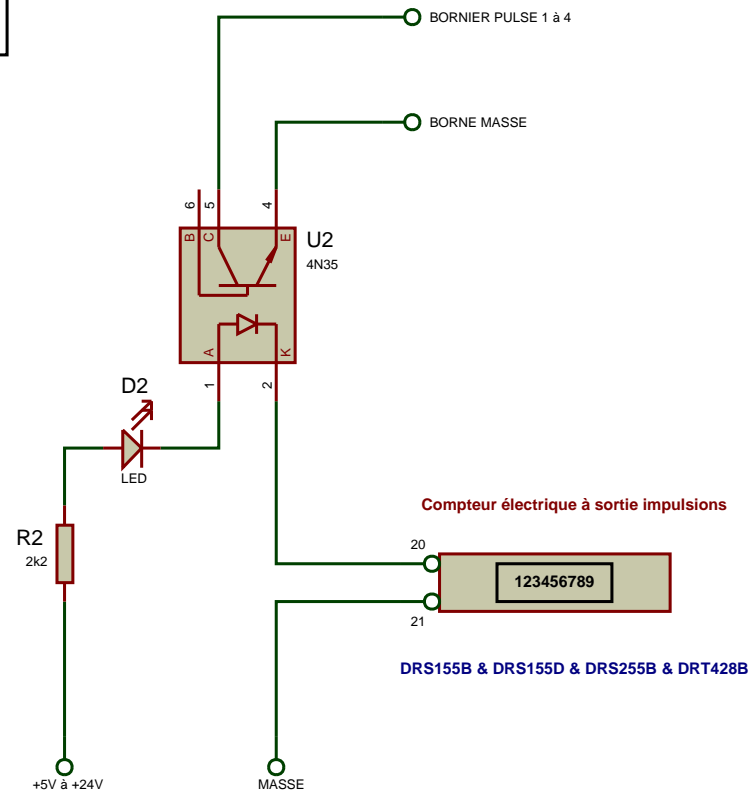 BORNIER PULSE 1 à 4
BORNE MASSE
6
5
4
B
C
E
U2
4N35
A
K
1
2
D2
LED
R2
2k2
Compteur électrique à sortie impulsions
20
123456789
21
DRS155B & DRS155D & DRS255B & DRT428B
+5V à +24V
MASSE